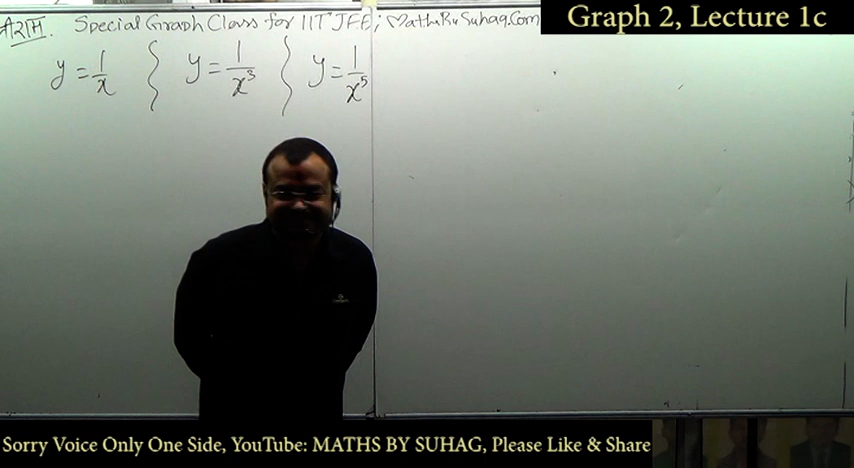 Graph 2, Lecture 1c
Special Graph Class for IIT JEE; MathsBySuhag.Com
y = 1/x { y = 1/x³ { y = 1/x⁵
Sorry Voice Only One Side, YouTube: MATHS BY SUHAG, Please Like & Share